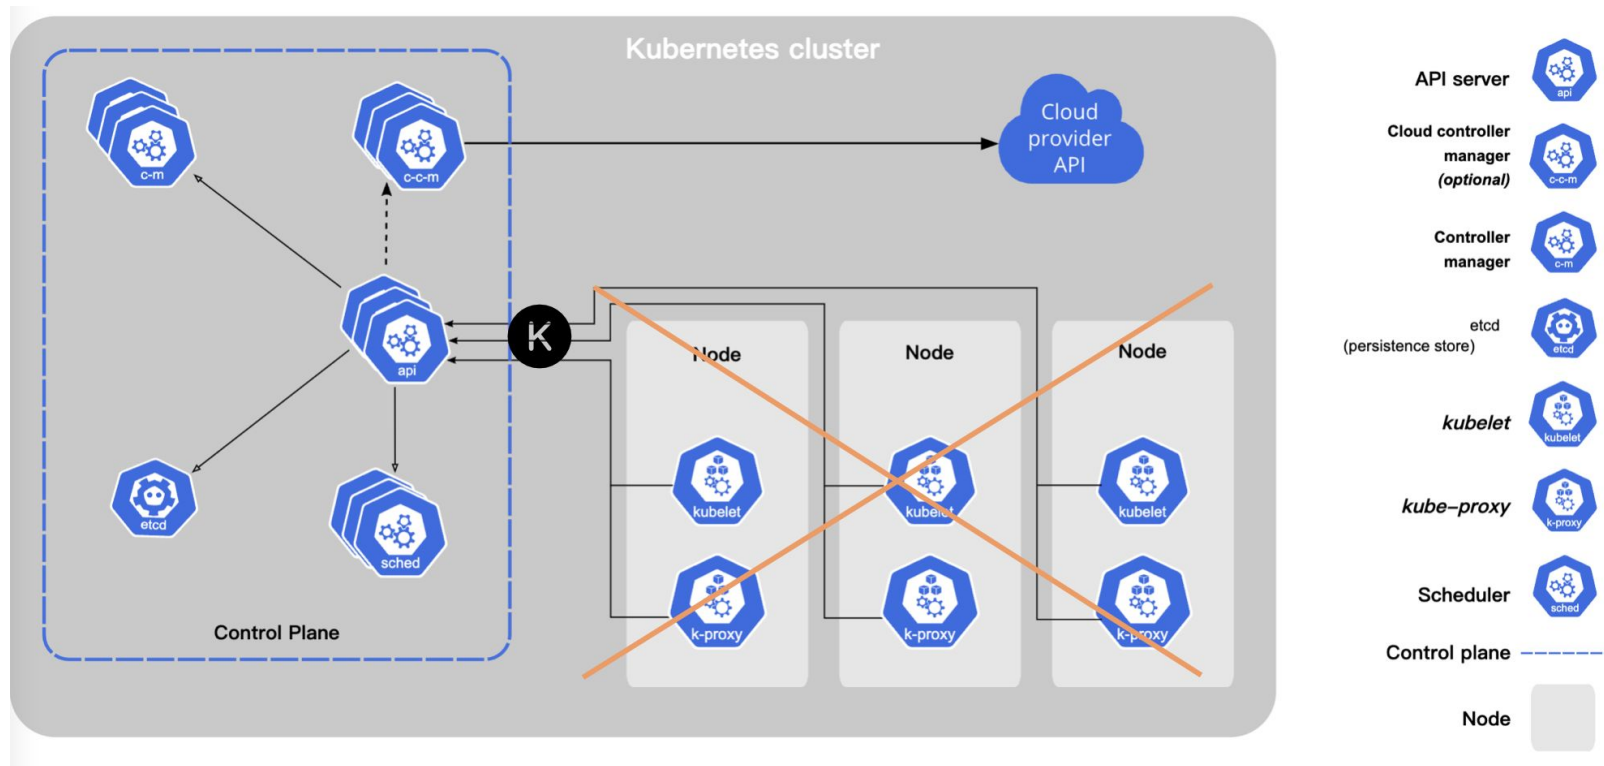 Kubernetes cluster
c-m
c-c-m
Cloud
provider
API
api
K
etcd
sched
Control Plane
Node
kubelet
k-proxy
Node
kubelet
k-proxy
Node
kubelet
k-proxy
API server
api
Cloud controller
manager
(optional)
c-c-m
Controller
manager
c-m
etcd
(persistence store)
etcd
kubelet
kubelet
kube-proxy
k-proxy
Scheduler
sched
Control plane
Node